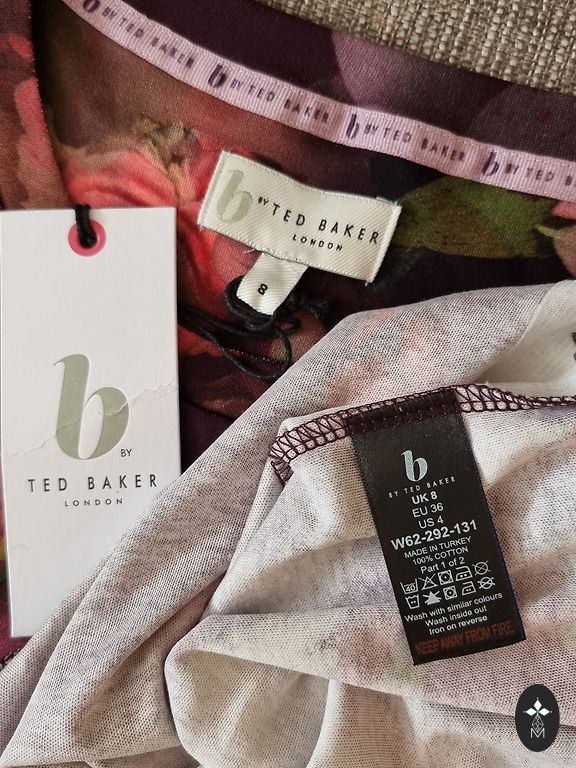 b BY TED BAKER
b BY TED BAKER
b BY TED B
b BY TED BAKER
LONDON
8
b BY
TED BAKER
LONDON
b
BY TED BAKER
UK 8
EU 36
US 4
W62-292-131
MADE IN TURKEY
100% COTTON
Part 1 of 2
40
Wash with similar colours
Wash inside out
Iron on reverse
KEEP AWAY FROM FIRE
M